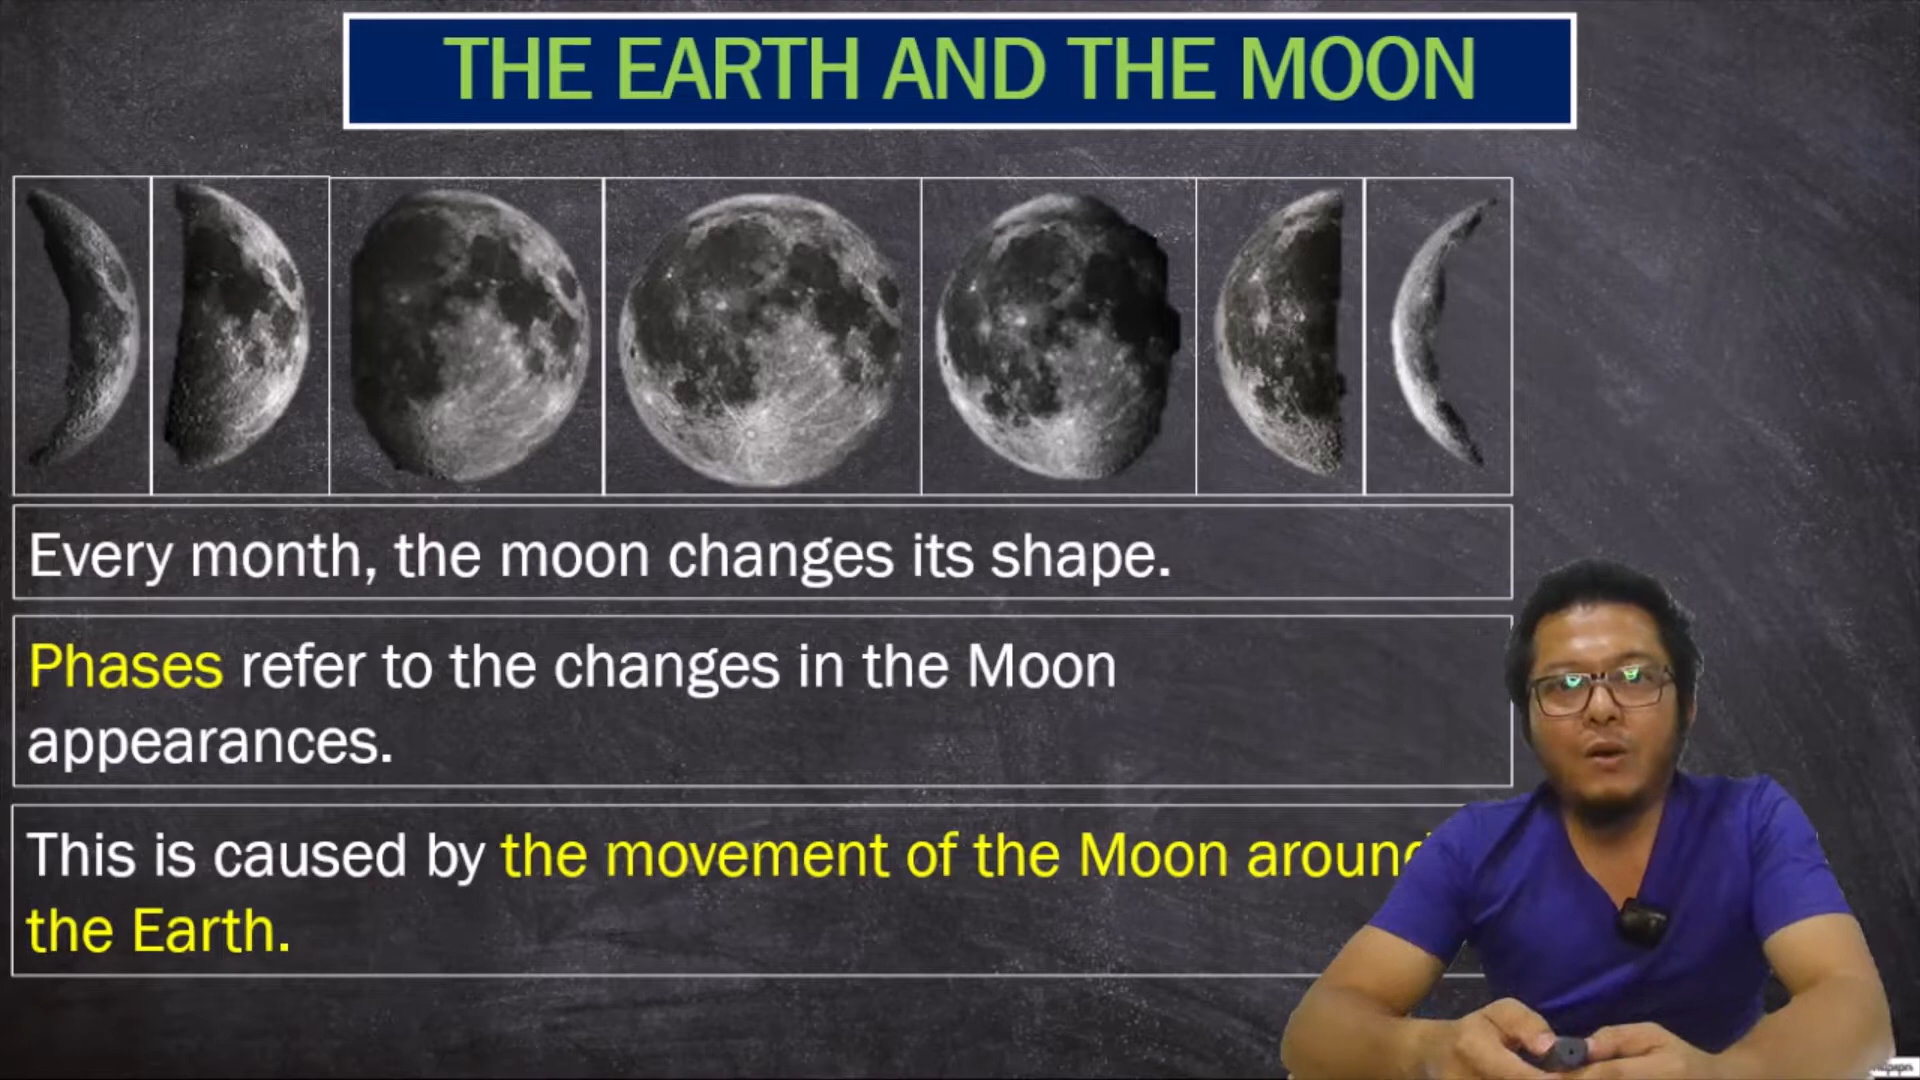 THE EARTH AND THE MOON
Every month, the moon changes its shape.
Phases refer to the changes in the Moon
appearances.
This is caused by the movement of the Moon around
the Earth.